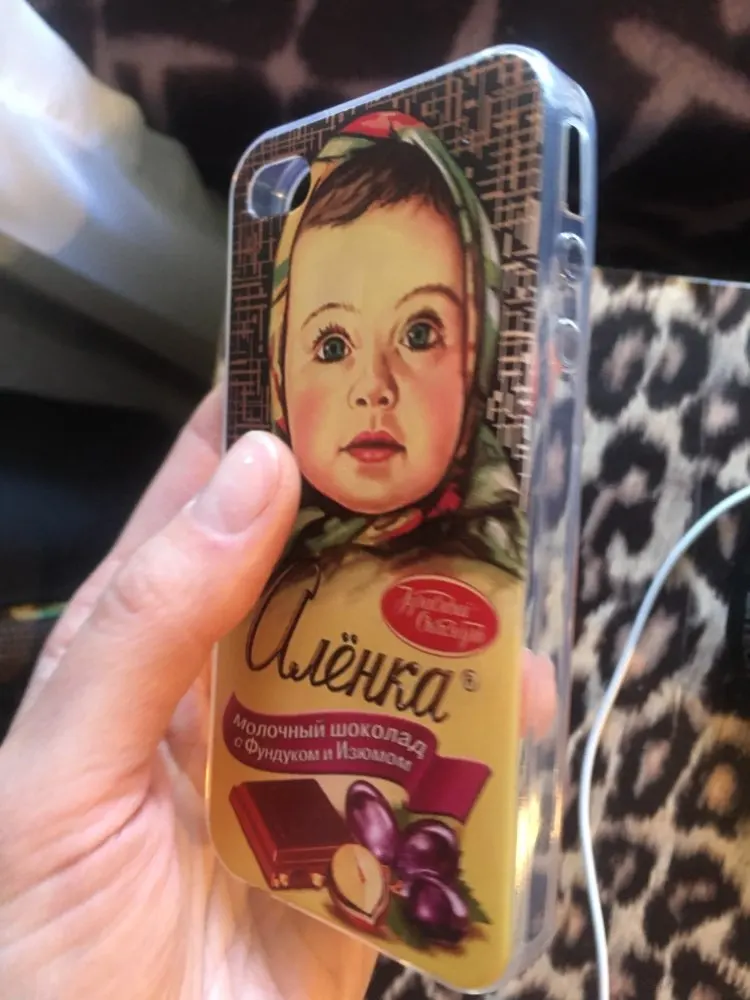 Красный
Октябрь
Алёнка®
молочный шоколад
с Фундуком и Изюмом